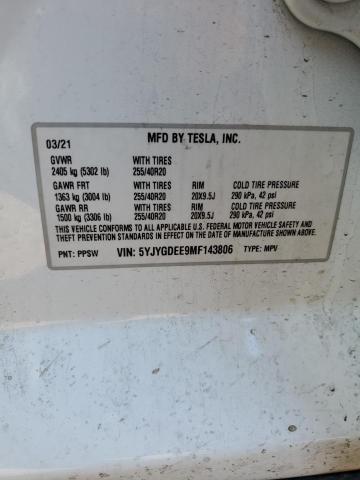 03/21 MFD BY TESLA, INC.
GVWR WITH TIRES
2405 kg (5302 lb) 255/40R20
GAWR FRT WITH TIRES RIM COLD TIRE PRESSURE
1363 kg (3004 lb) 255/40R20 20X9.5J 290 kPa, 42 psi
GAWR RR WITH TIRES RIM COLD TIRE PRESSURE
1500 kg (3306 lb) 255/40R20 20X9.5J 290 kPa, 42 psi
THIS VEHICLE CONFORMS TO ALL APPLICABLE
U.S. FEDERAL MOTOR VEHICLE SAFETY AND
THEFT PREVENTION STANDARDS IN EFFECT ON THE DATE OF MANUFACTURE SHOWN ABOVE.
PNT: PPSW VIN: 5YJYGDEE9MF143806 TYPE: MPV